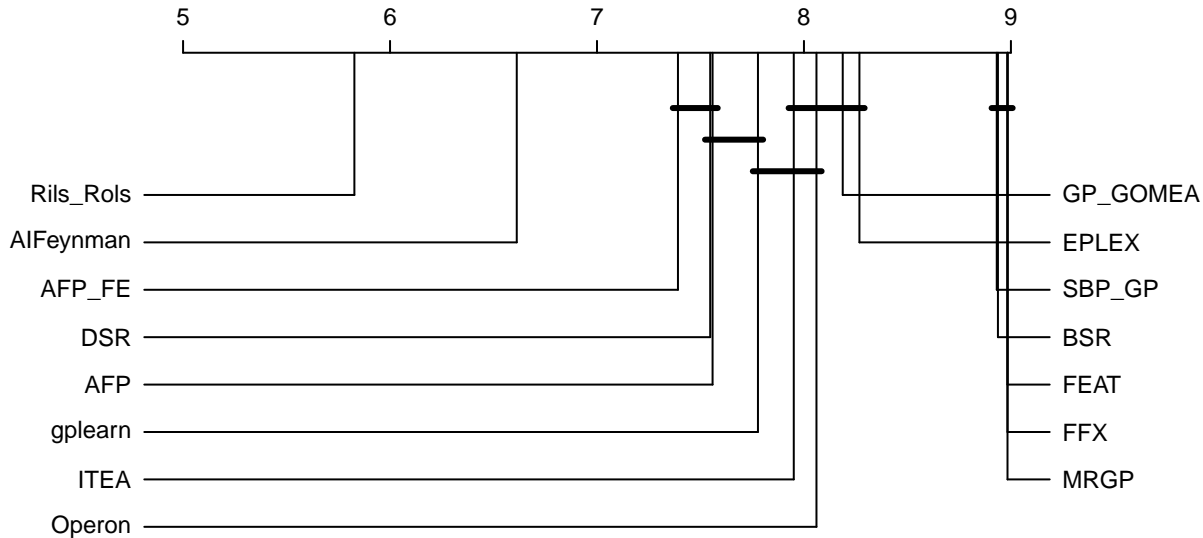 5 6 7 8 9
Rils_Rols
GP_GOMEA
AIFeynman
EPLEX
AFP_FE
SBP_GP
DSR
BSR
AFP
FEAT
gplearn
FFX
ITEA
MRGP
Operon